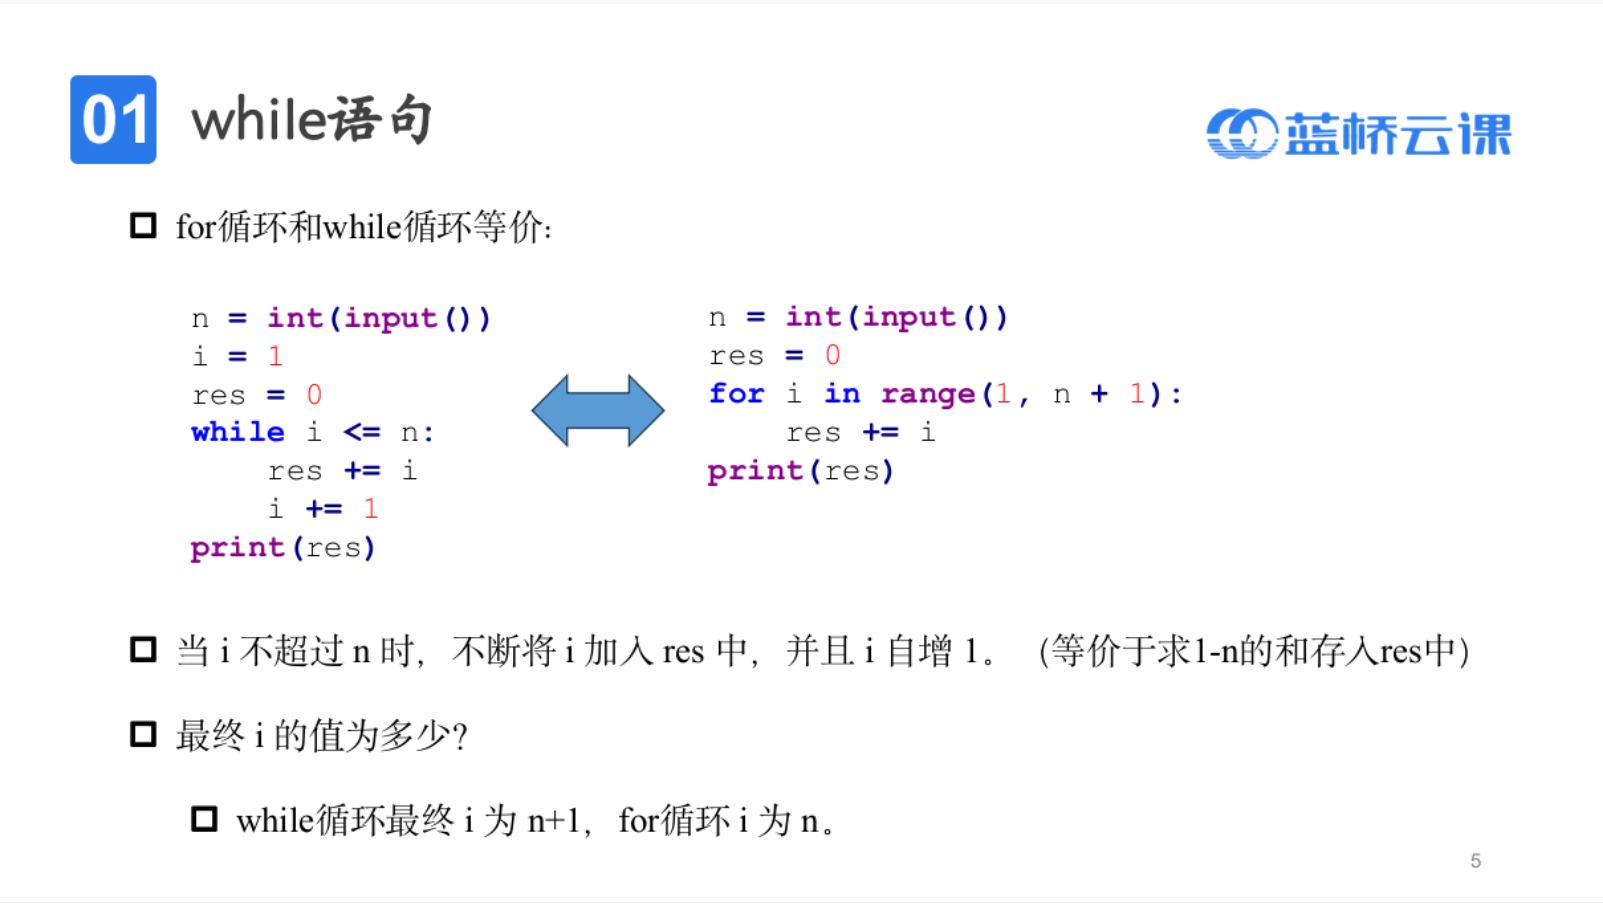 01 while语句
蓝桥云课
for循环和while循环等价：
n = int(input())
i = 1
res = 0
while i <= n:
    res += i
    i += 1
print(res)
n = int(input())
res = 0
for i in range(1, n + 1):
    res += i
print(res)
当 i 不超过 n 时，不断将 i 加入 res 中，并且 i 自增 1。（等价于求1-n的和存入res中）
最终 i 的值为多少？
while循环最终 i 为 n+1，for循环 i 为 n。
5